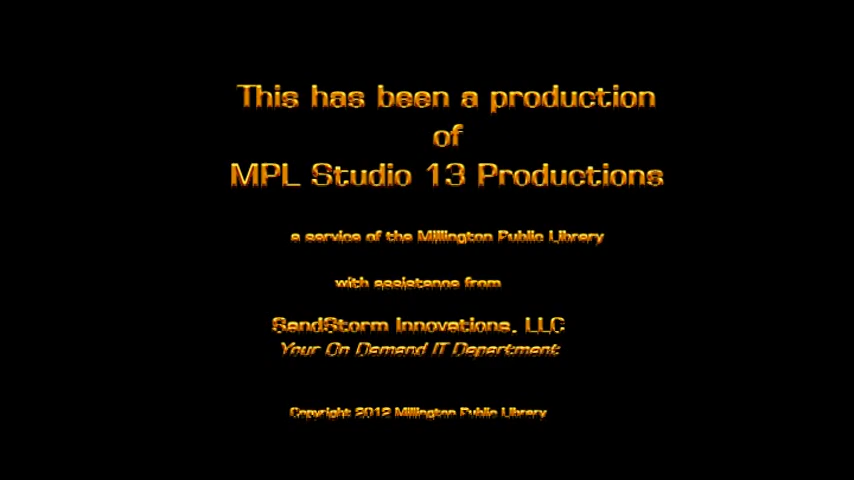 This has been a production
of
MPL Studio 13 Productions
a service of the Millington Public Library
with assistance from
SandStorm Innovations, LLC
Your On Demand IT Department
Copyright 2012 Millington Public Library